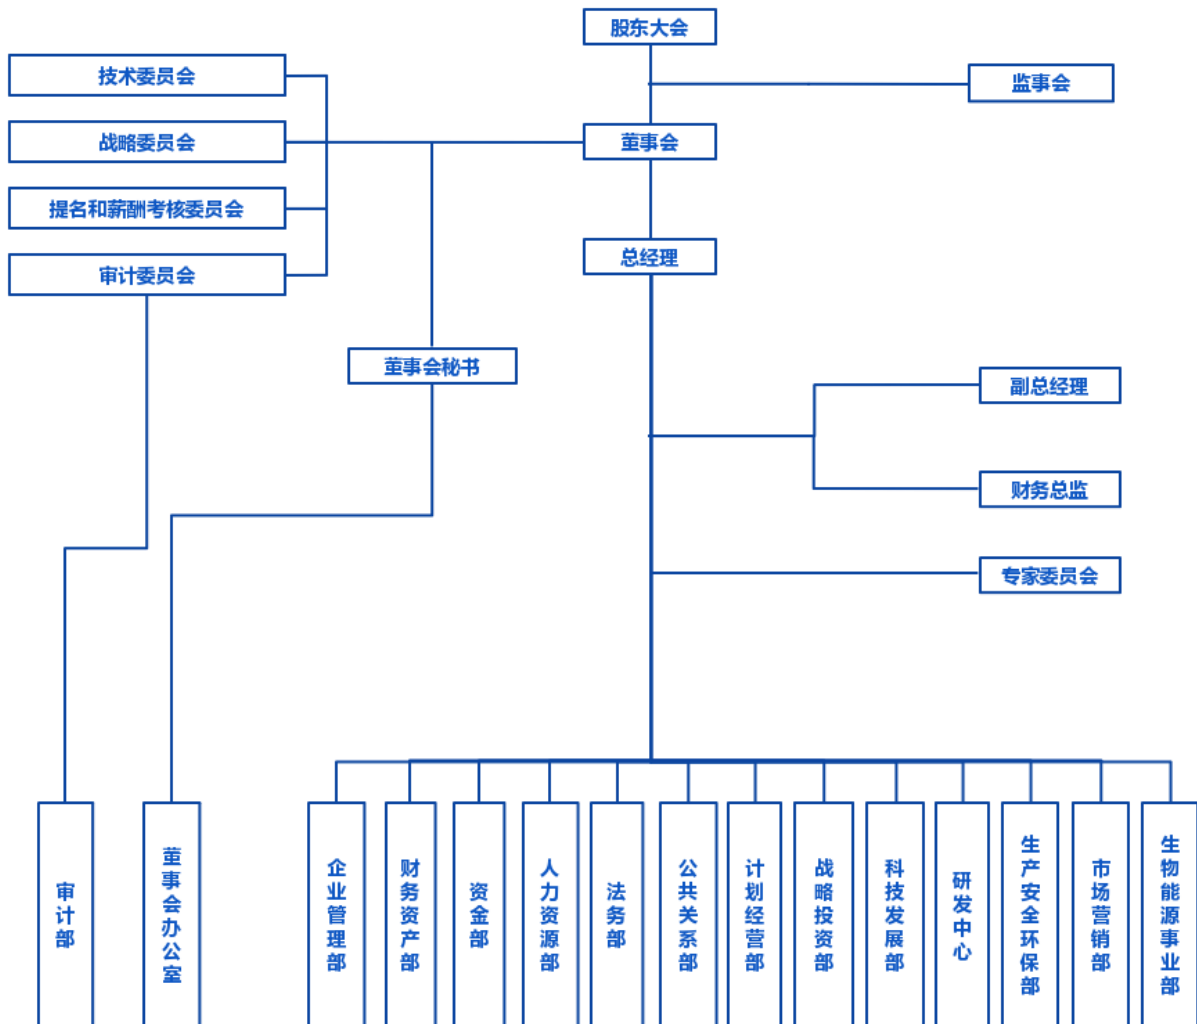 股东大会
技术委员会
监事会
战略委员会
董事会
提名和薪酬考核委员会
总经理
审计委员会
董事会秘书
副总经理
财务总监
专家委员会
审计部
董事会办公室
企业管理部
财务资产部
资金部
人力资源部
法务部
公共关系部
计划经营部
战略投资部
科技发展部
研发中心
生产安全环保部
市场营销部
生物能源事业部